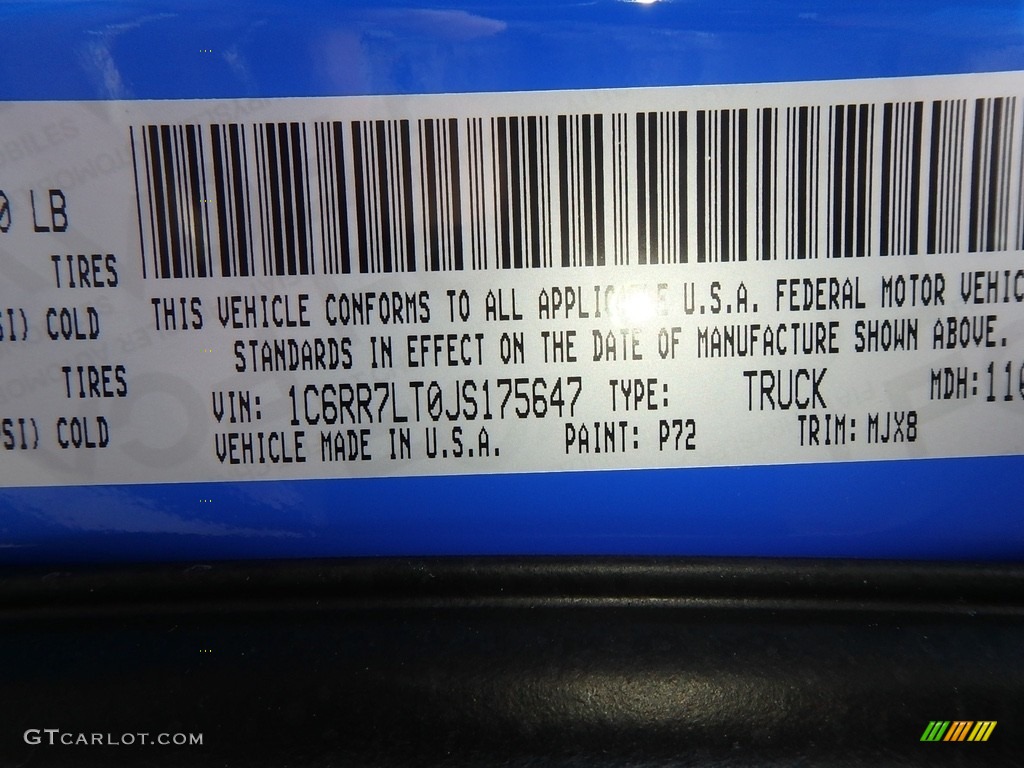 0 LB
TIRES
SI) COLD
TIRES
SI) COLD
THIS VEHICLE CONFORMS TO ALL U.S.A. FEDERAL MOTOR VEHIC
STANDARDS IN EFFECT ON THE DATE OF MANUFACTURE SHOWN ABOVE.
VIN: 1C6RR7LT0JS175647 TYPE: TRUCK MDH: 110
VEHICLE MADE IN U.S.A. PAINT: P72 TRIM: MJX8
GTCARLOT.COM